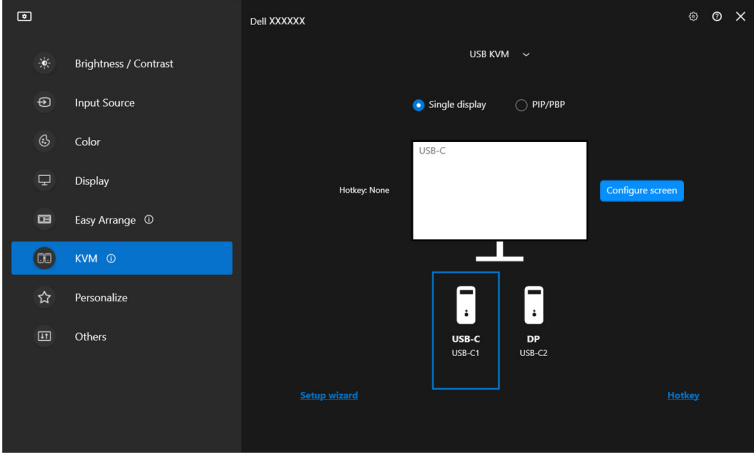 Dell XXXXXX
Brightness / Contrast
Input Source
Color
Display
Easy Arrange
KVM
Personalize
Others
USB KVM
Single display
PIP/PBP
USB-C
Hotkey: None
Configure screen
USB-C
USB-C1
DP
USB-C2
Setup wizard
Hotkey